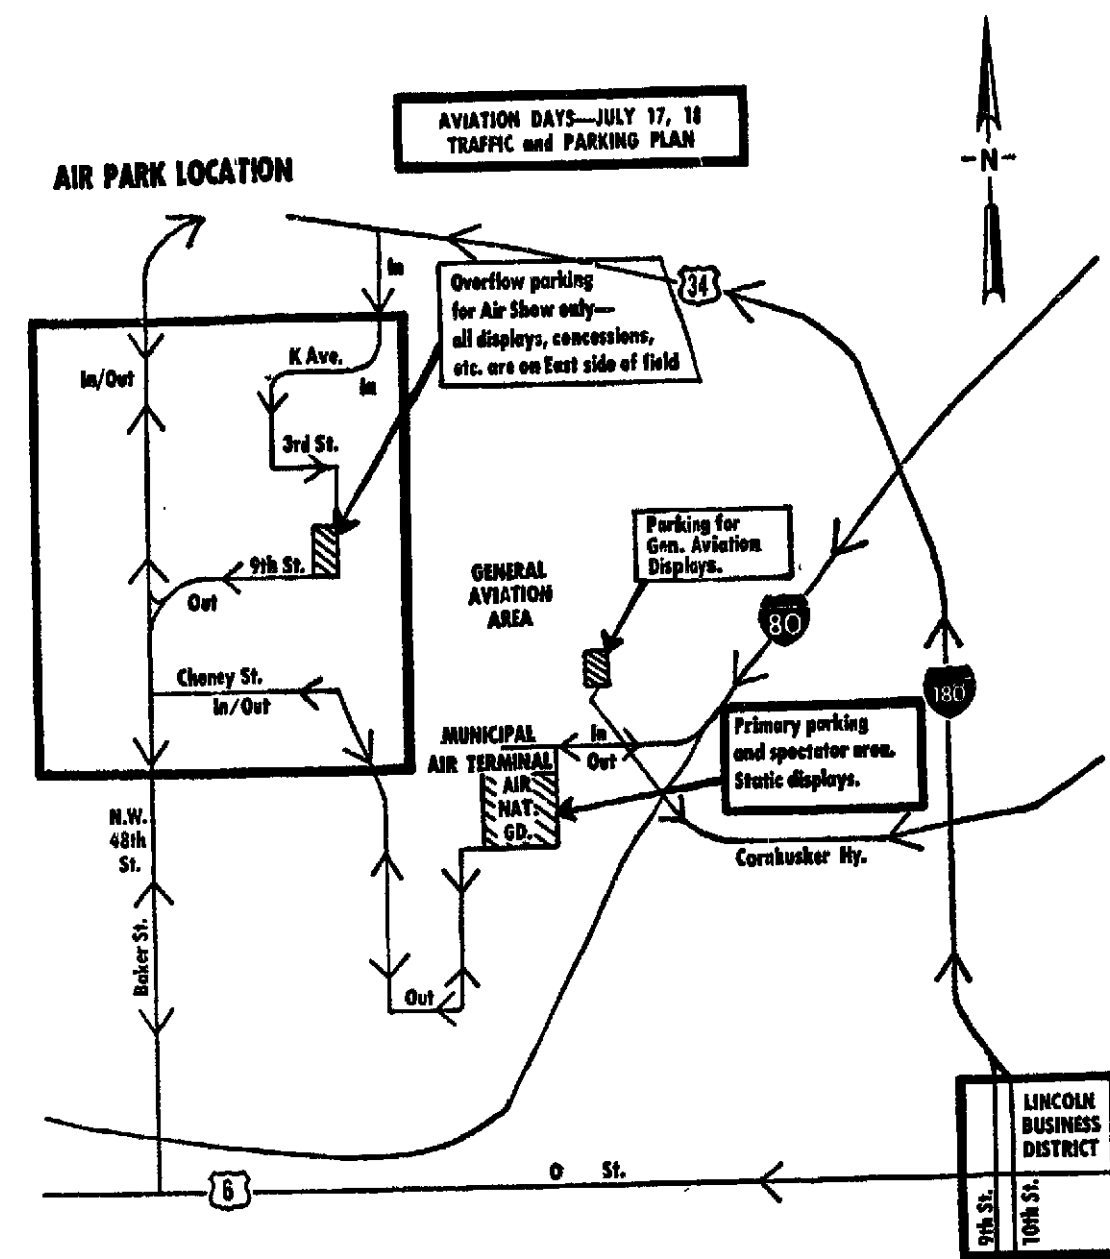 AVIATION DAYS—JULY 17, 18
TRAFFIC and PARKING PLAN
AIR PARK LOCATION
-N-
In
34
Overflow parking
for Air Show only—
all displays, concessions,
etc. are on East side of field
K Ave.
In/Out
In
3rd St.
Parking for
Gen. Aviation
Displays.
9th St.
Out
GENERAL
AVIATION
AREA
80
180
Cheney St.
In/Out
Primary parking
and spectator area.
Static displays.
In
Out
MUNICIPAL
AIR TERMINAL
AIR
NAT.
GD.
N.W.
48th
St.
Cornhusker Hy.
Baker St.
Out
LINCOLN
BUSINESS
DISTRICT
O St.
6
9th St.
10th St.